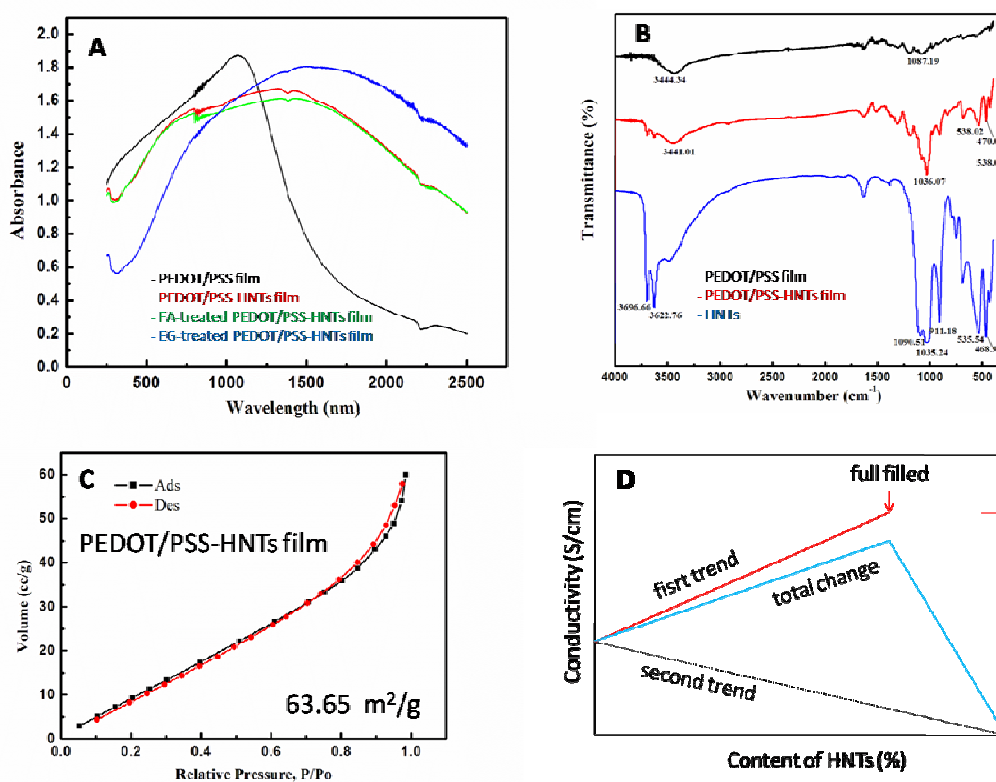 A
2.0
1.8
1.6
1.4
1.2
1.0
0.8
0.6
0.4
0.2
0
Absorbance
- PEDOT/PSS film
PEDOT/PSS-HNTs film
- FA-treated PEDOT/PSS-HNTs film
- EG-treated PEDOT/PSS-HNTs film
0 500 1000 1500 2000 2500
Wavelength (nm)
B
Transmittance (%)
3444.34
1087.19
3441.01
1036.07
538.02
470.
538.
3696.66
3622.76
1090.51
1035.24
911.18
535.54
468.
PEDOT/PSS film
- PEDOT/PSS-HNTs film
- HNTs
4000 3500 3000 2500 2000 1500 1000 500
Wavenumber (cm-1)
C
60
50
40
30
20
10
0
Volume (cc/g)
Ads
Des
PEDOT/PSS-HNTs film
63.65 m²/g
0.0 0.2 0.4 0.6 0.8 1.0
Relative Pressure, P/Po
D
full filled
fisrt trend
total change
second trend
Conductivity (S/cm)
Content of HNTs (%)